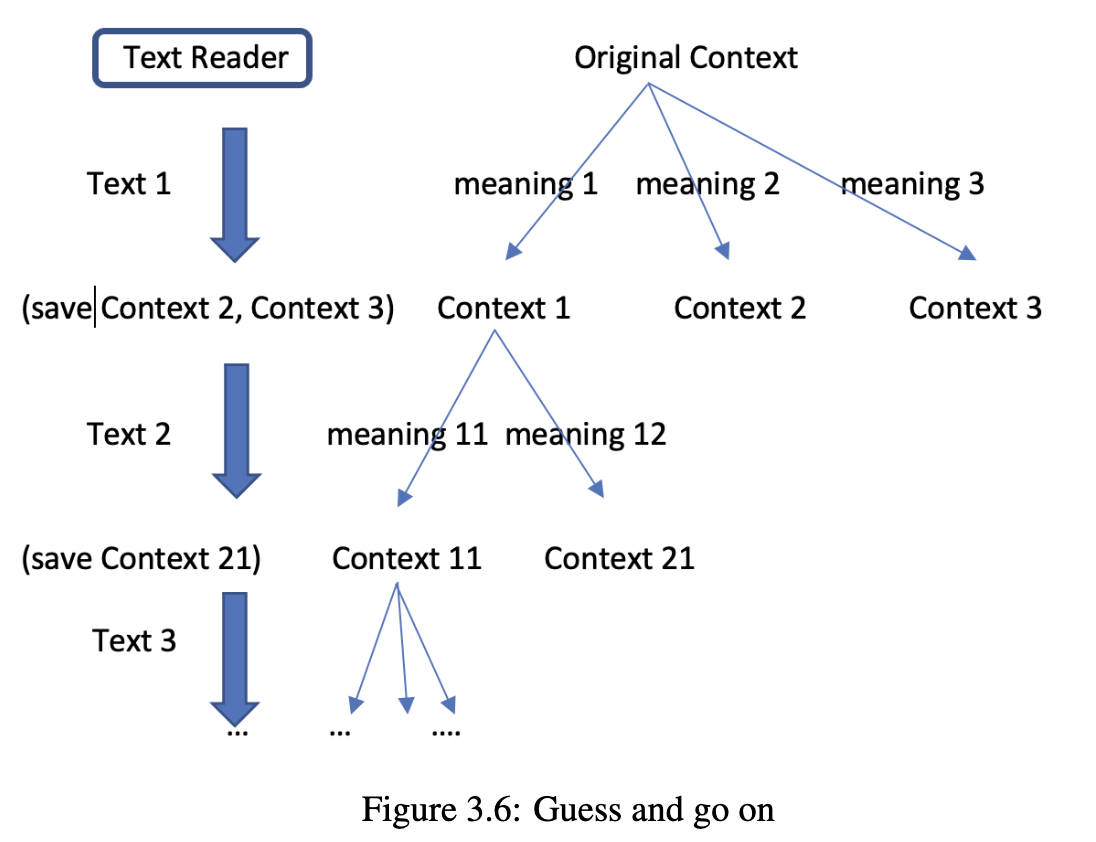 Text Reader Original Context
Text 1 meaning 1 meaning 2 meaning 3
(save Context 2, Context 3) Context 1 Context 2 Context 3
Text 2 meaning 11 meaning 12
(save Context 21) Context 11 Context 21
Text 3
... ... ....
Figure 3.6: Guess and go on